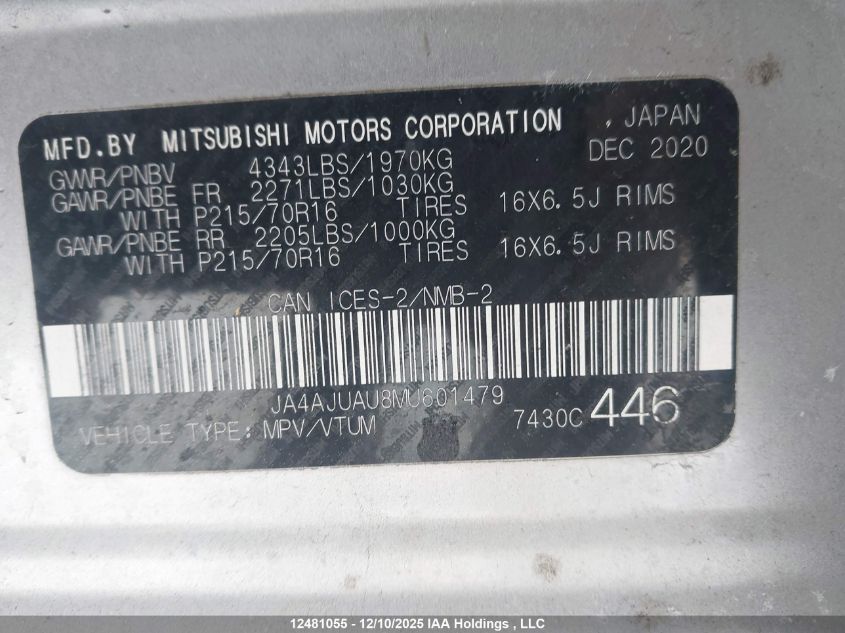 MFD.BY MITSUBISHI MOTORS CORPORATION , JAPAN
GWVR/PNBV 4343LBS/1970KG DEC 2020
GAWR/PNBE FR 2271LBS/1030KG
WITH P215/70R16 TIRES 16X6.5J RIMS
GAWR/PNBE RR 2205LBS/1000KG
WITH P215/70R16 TIRES 16X6.5J RIMS
CAN ICES-2/NMB-2
JA4AJUAU8MU601479
VEHICLE TYPE:MPV/VTUM 7430C 446
12481055 - 12/10/2025 IAA Holdings , LLC